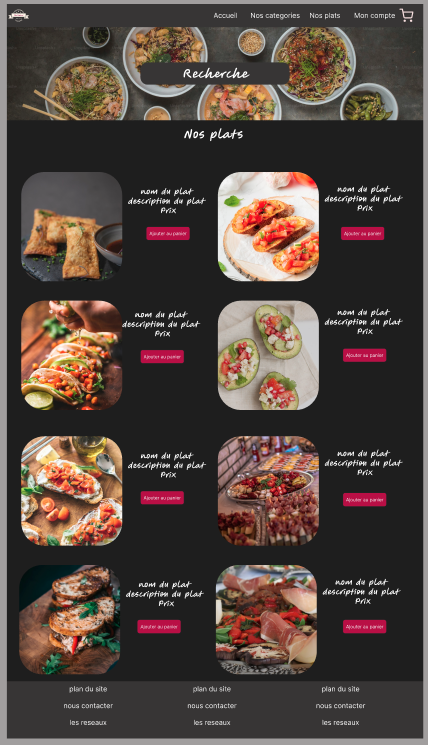 Accueil Nos categories Nos plats Mon compte
Recherche
Nos plats
nom du plat
description du plat
Prix
Ajouter au panier
nom du plat
description du plat
Prix
Ajouter au panier
nom du plat
description du plat
Prix
Ajouter au panier
nom du plat
description du plat
Prix
Ajouter au panier
nom du plat
description du plat
Prix
Ajouter au panier
nom du plat
description du plat
Prix
Ajouter au panier
nom du plat
description du plat
Prix
Ajouter au panier
nom du plat
description du plat
Prix
Ajouter au panier
plan du site plan du site plan du site
nous contacter nous contacter nous contacter
les reseaux les reseaux les reseaux